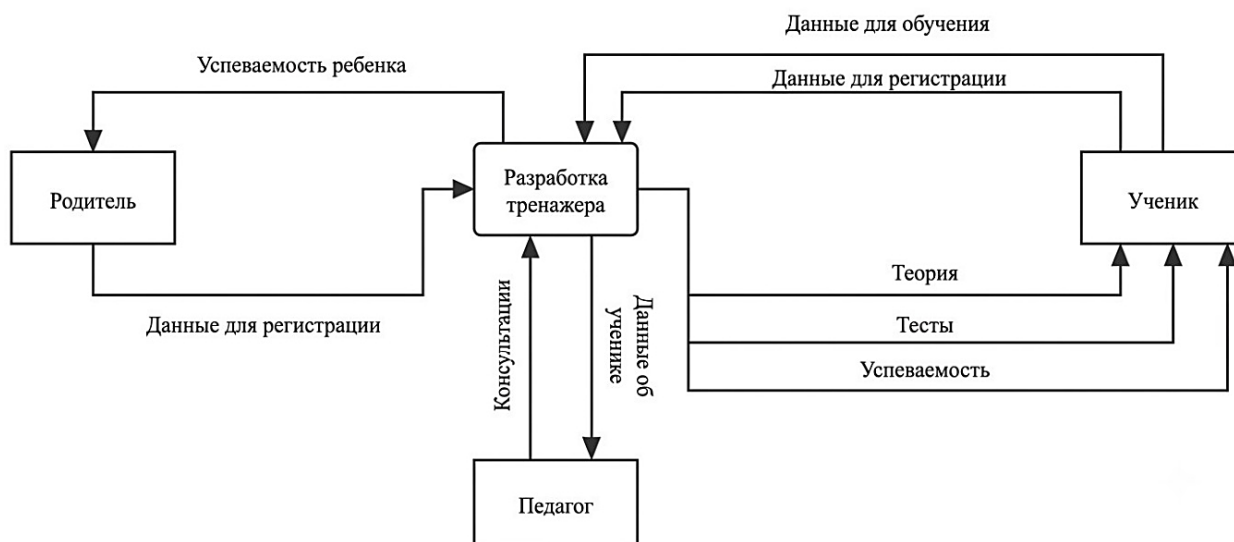 Данные для обучения
Успеваемость ребенка
Данные для регистрации
Родитель
Разработка
тренажера
Ученик
Теория
Данные для регистрации
Тесты
Консультации
Данные об
ученике
Успеваемость
Педагог